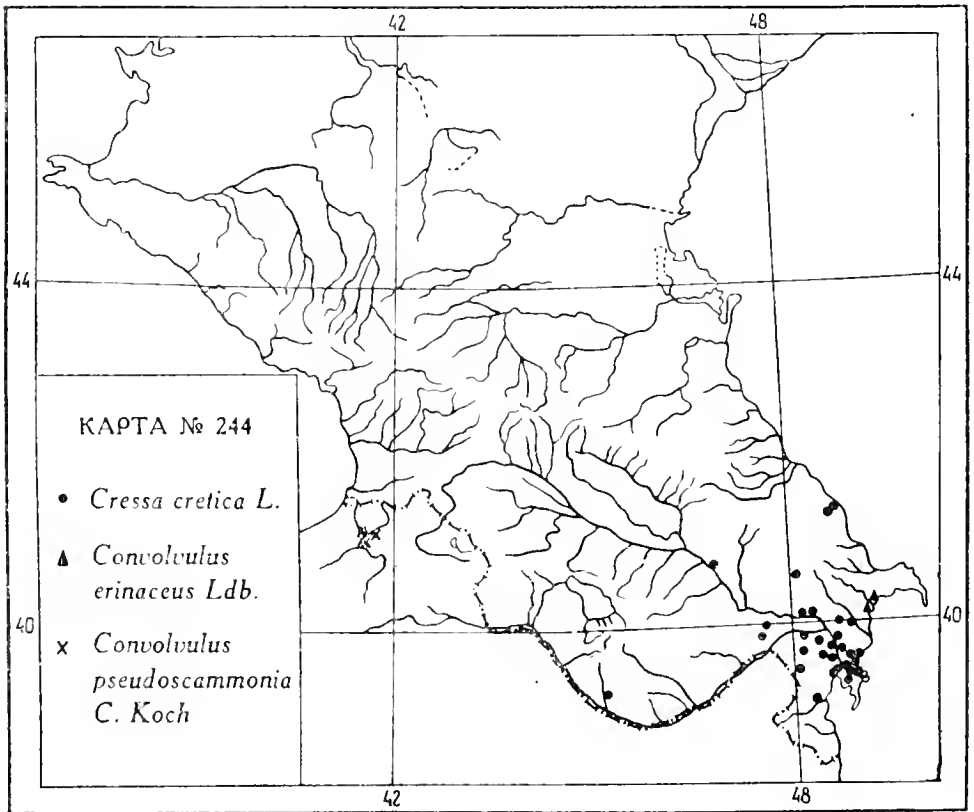 42 48
44 44
КАРТА № 244
Cressa cretica L.
Convolvulus
erinaceus Ldb.
40 40
Convolvulus
pseudoscammonia
C. Koch
42 48